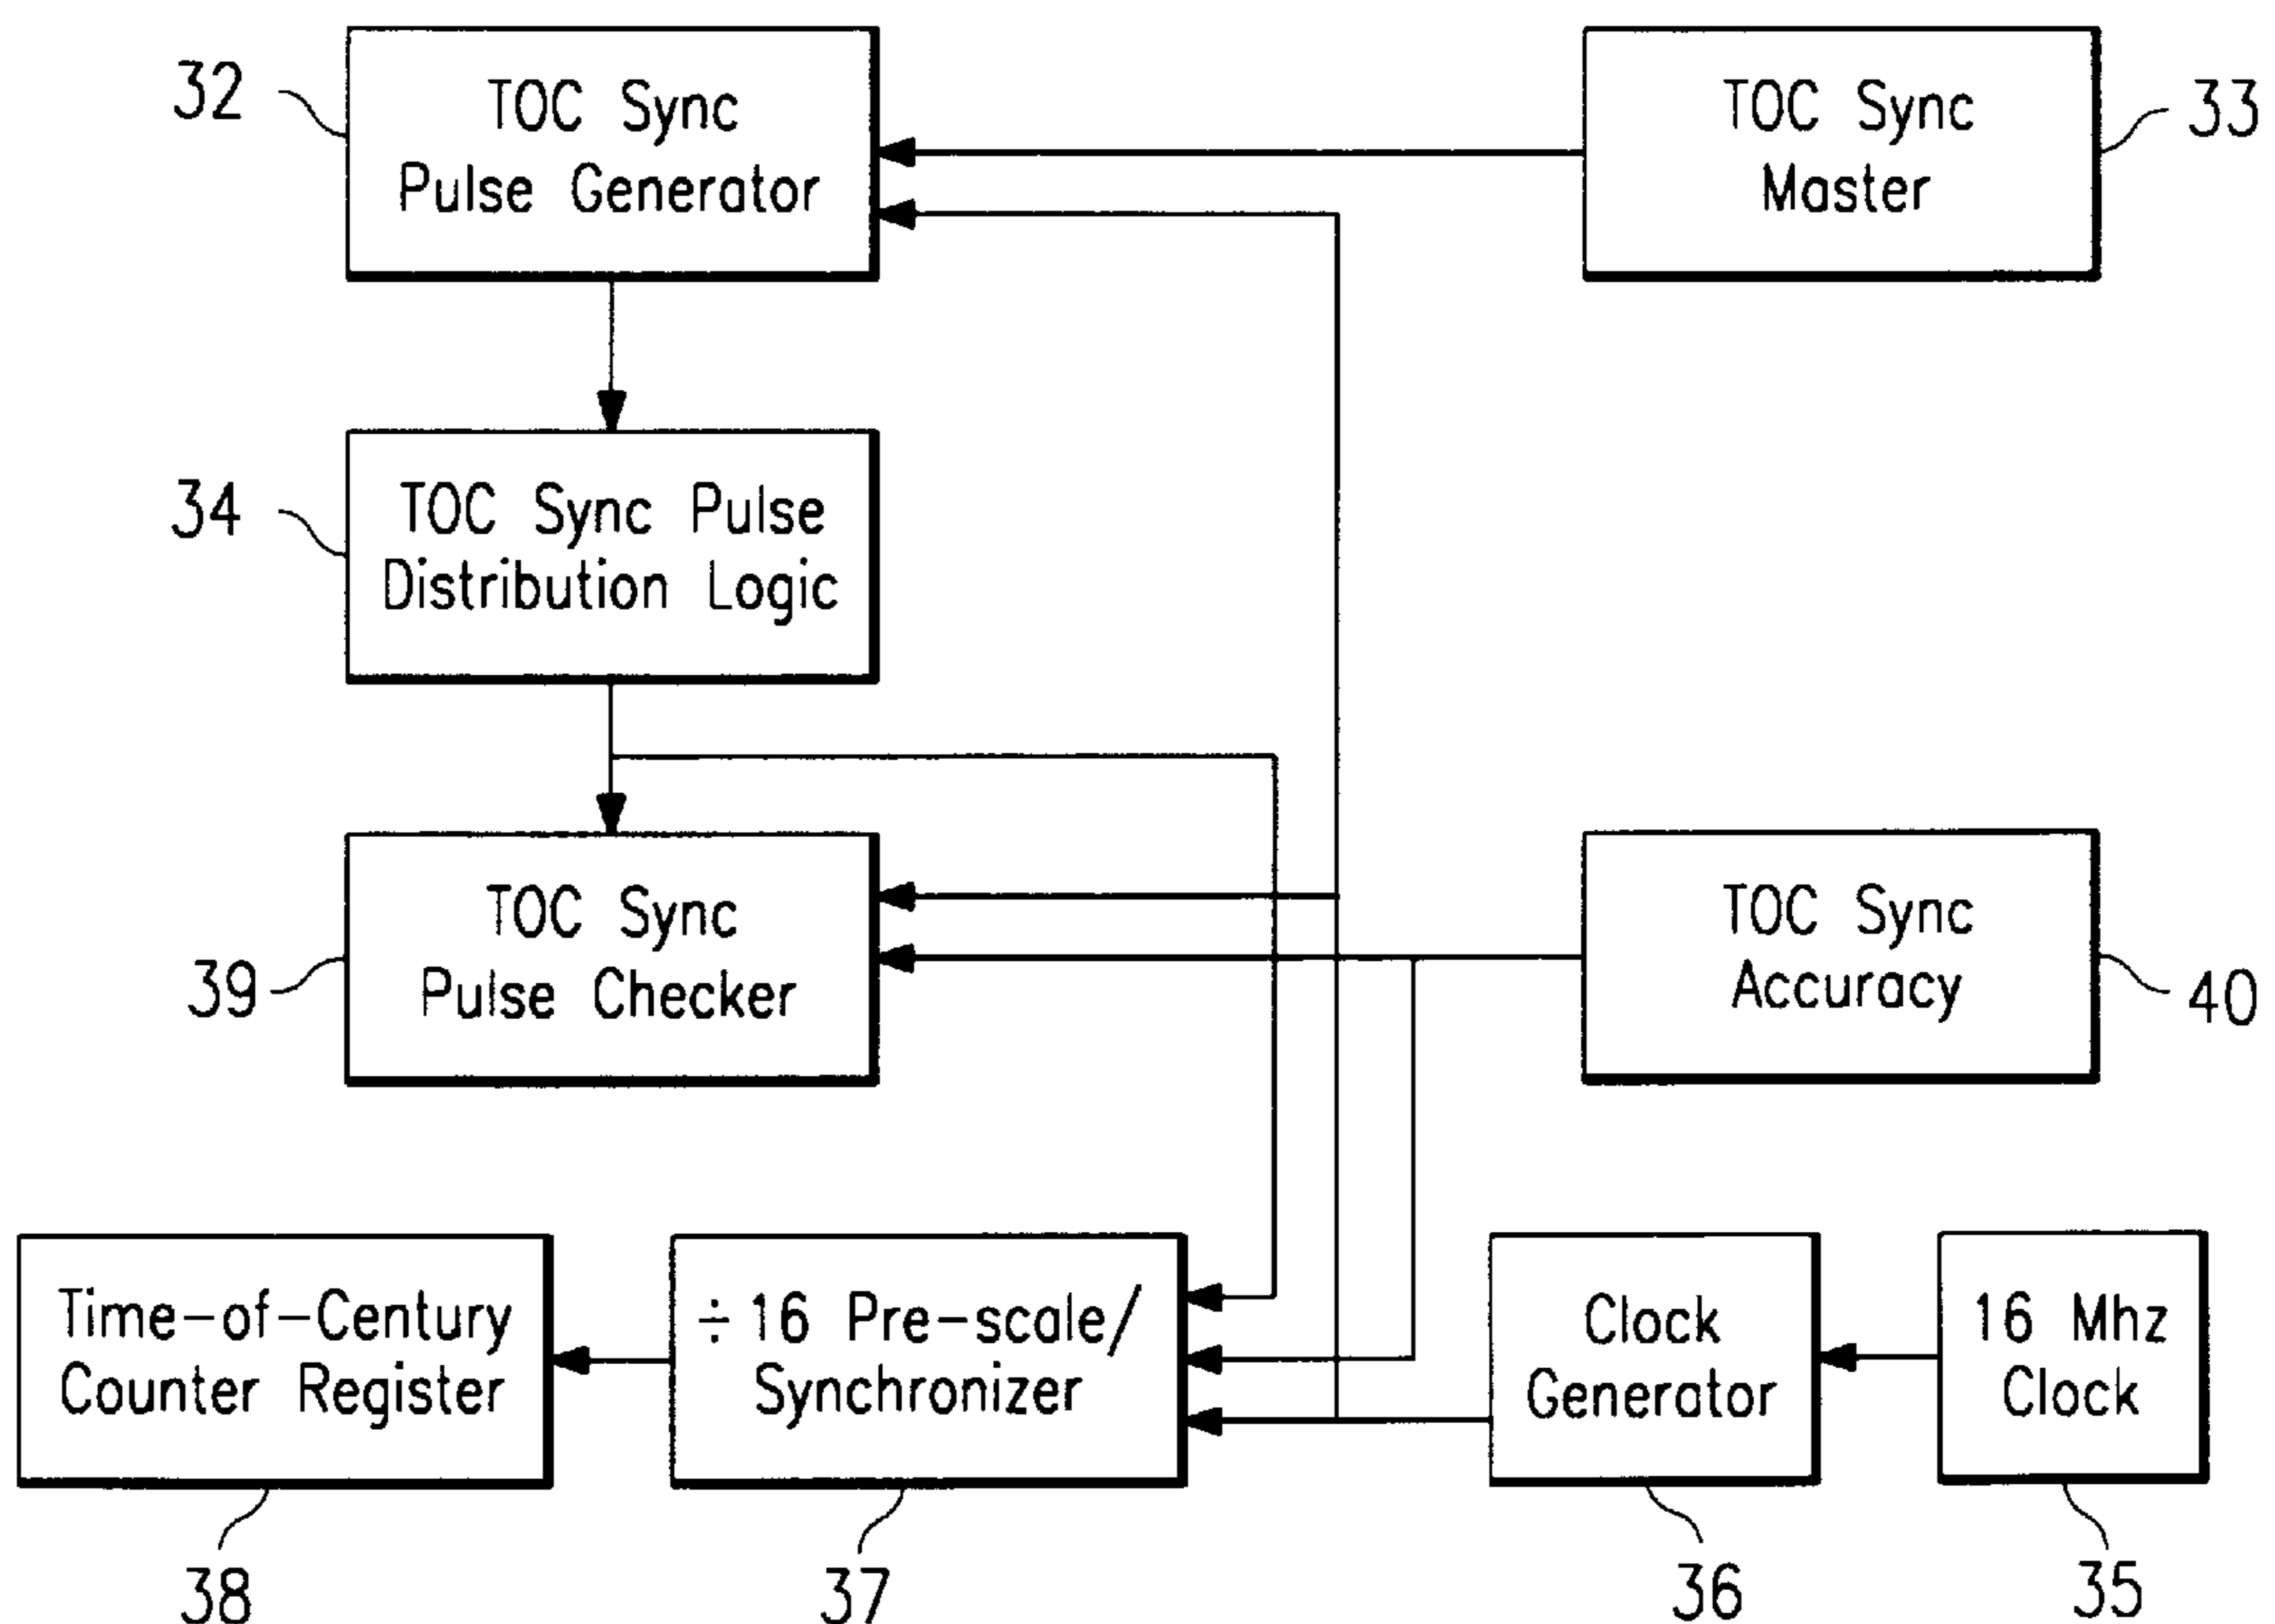 32
TOC Sync
Pulse Generator
TOC Sync
Master
33
34
TOC Sync Pulse
Distribution Logic
39
TOC Sync
Pulse Checker
TOC Sync
Accuracy
40
Time-of-Century
Counter Register
÷16 Pre-scale/
Synchronizer
Clock
Generator
16 Mhz
Clock
38
37
36
35